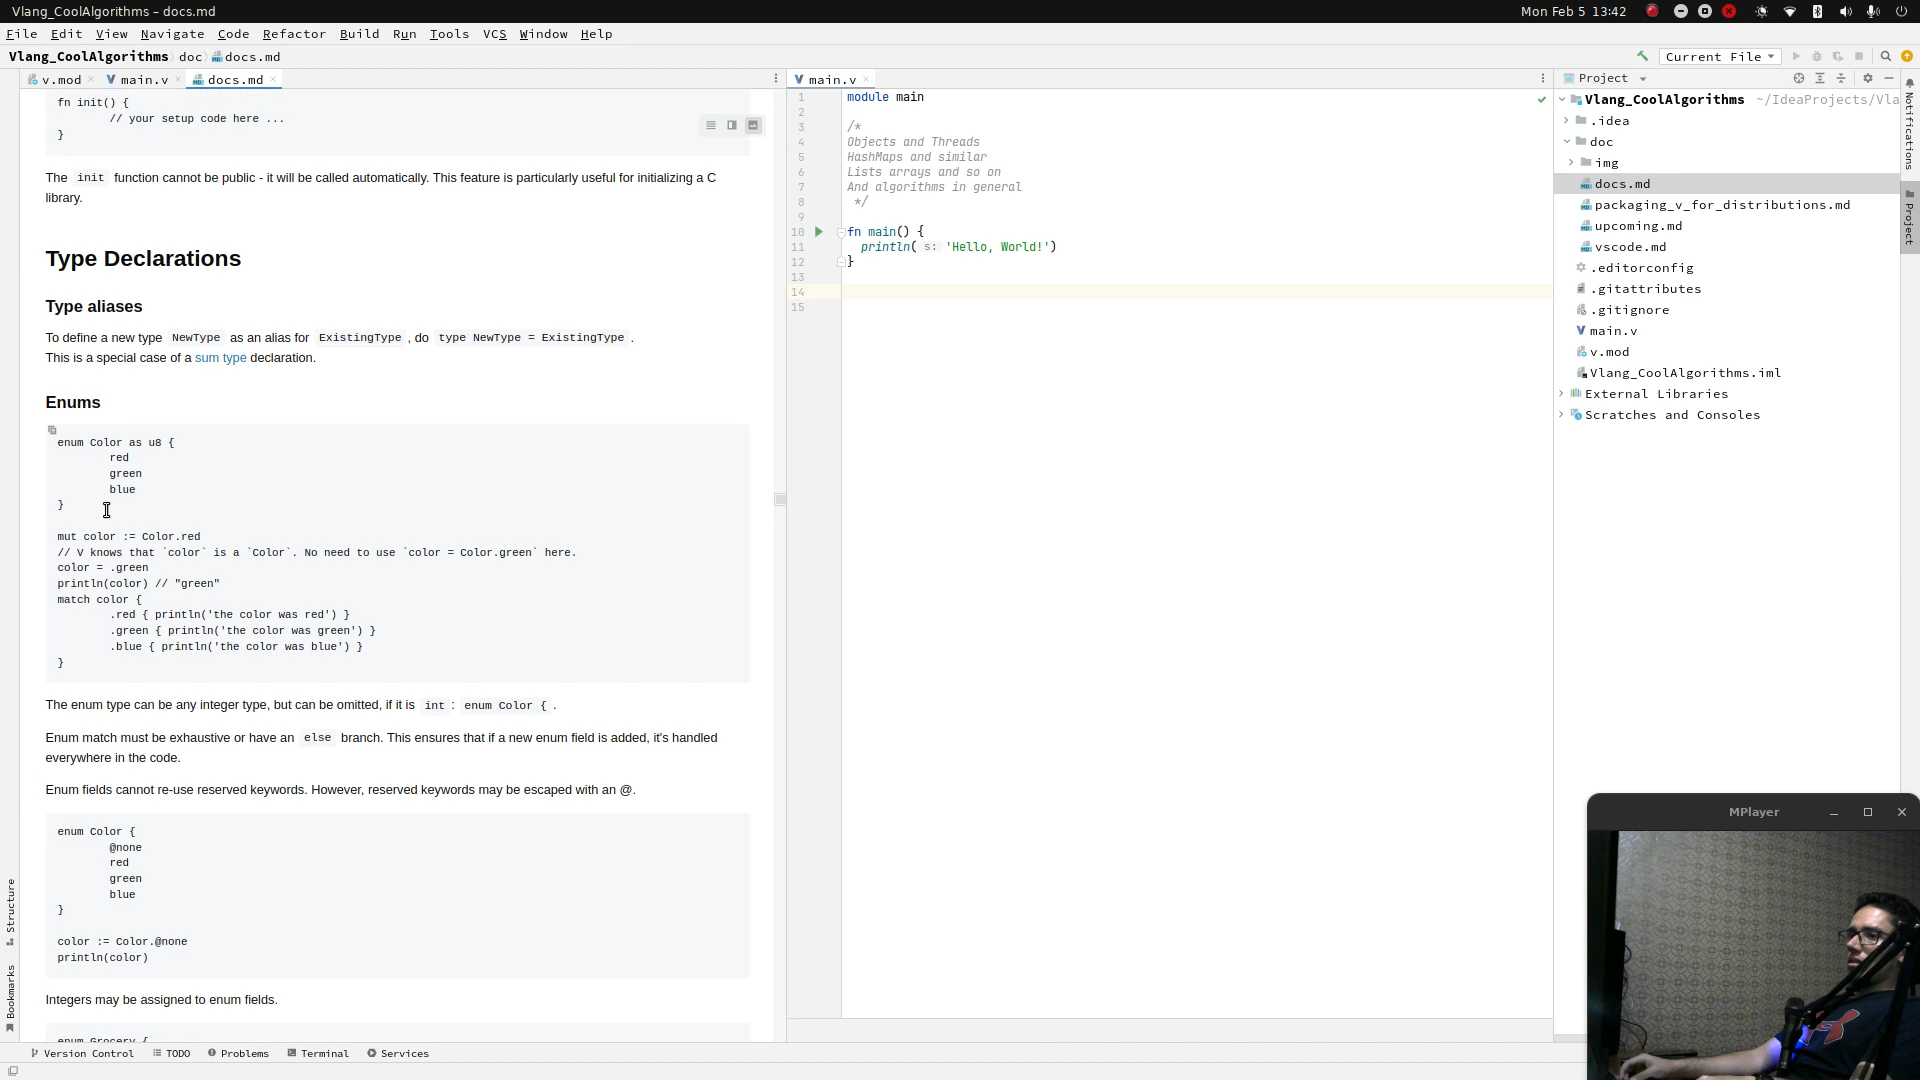 Vlang_CoolAlgorithms – docs.md
Mon Feb 5 13:42
File Edit View Navigate Code Refactor Build Run Tools VCS Window Help
Vlang_CoolAlgorithms doc docs.md
Current File
v.mod main.v docs.md
fn init() {
// your setup code here ...
}
The init function cannot be public - it will be called automatically. This feature is particularly useful for initializing a C
library.
Type Declarations
Type aliases
To define a new type NewType as an alias for ExistingType , do type NewType = ExistingType .
This is a special case of a sum type declaration.
Enums
enum Color as u8 {
red
green
blue
}
mut color := Color.red
// V knows that `color` is a `Color`. No need to use `color = Color.green` here.
color = .green
println(color) // "green"
match color {
.red { println('the color was red') }
.green { println('the color was green') }
.blue { println('the color was blue') }
}
The enum type can be any integer type, but can be omitted, if it is int : enum Color { .
Enum match must be exhaustive or have an else branch. This ensures that if a new enum field is added, it's handled
everywhere in the code.
Enum fields cannot re-use reserved keywords. However, reserved keywords may be escaped with an @.
enum Color {
@none
red
green
blue
}
color := Color.@none
println(color)
Integers may be assigned to enum fields.
enum Grocery {
main.v
1 module main
2
3 /*
4 Objects and Threads
5 HashMaps and similar
6 Lists arrays and so on
7 And algorithms in general
8 */
9
10 fn main() {
11 println( s: 'Hello, World!')
12 }
13
14
15
Project
Vlang_CoolAlgorithms ~/IdeaProjects/Vla
.idea
doc
img
docs.md
packaging_v_for_distributions.md
upcoming.md
vscode.md
.editorconfig
.gitattributes
.gitignore
main.v
v.mod
Vlang_CoolAlgorithms.iml
External Libraries
Scratches and Consoles
Notifications
Project
MPlayer
Structure
Bookmarks
Version Control TODO Problems Terminal Services